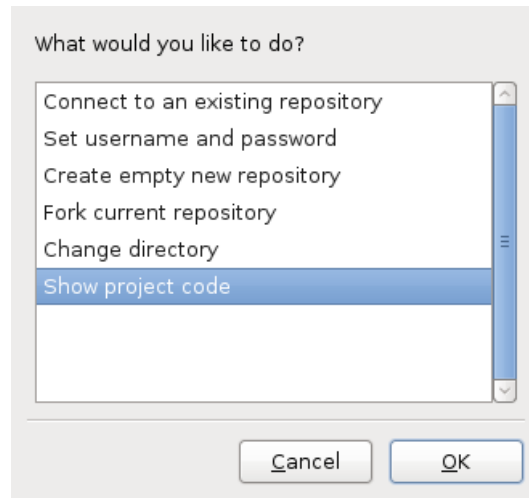 What would you like to do?
Connect to an existing repository
Set username and password
Create empty new repository
Fork current repository
Change directory
Show project code
Cancel
OK